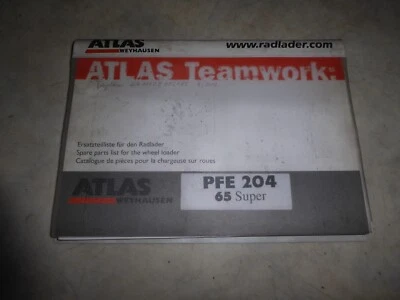 ATLAS
WEYHAUSEN
www.radlader.com
ATLAS Teamwork:
Ersatzteilliste für den Radlader
Spare parts list for the wheel loader
Catalogue de pièces pour la chargeuse sur roues
ATLAS
WEYHAUSEN
PFE 204
65 Super